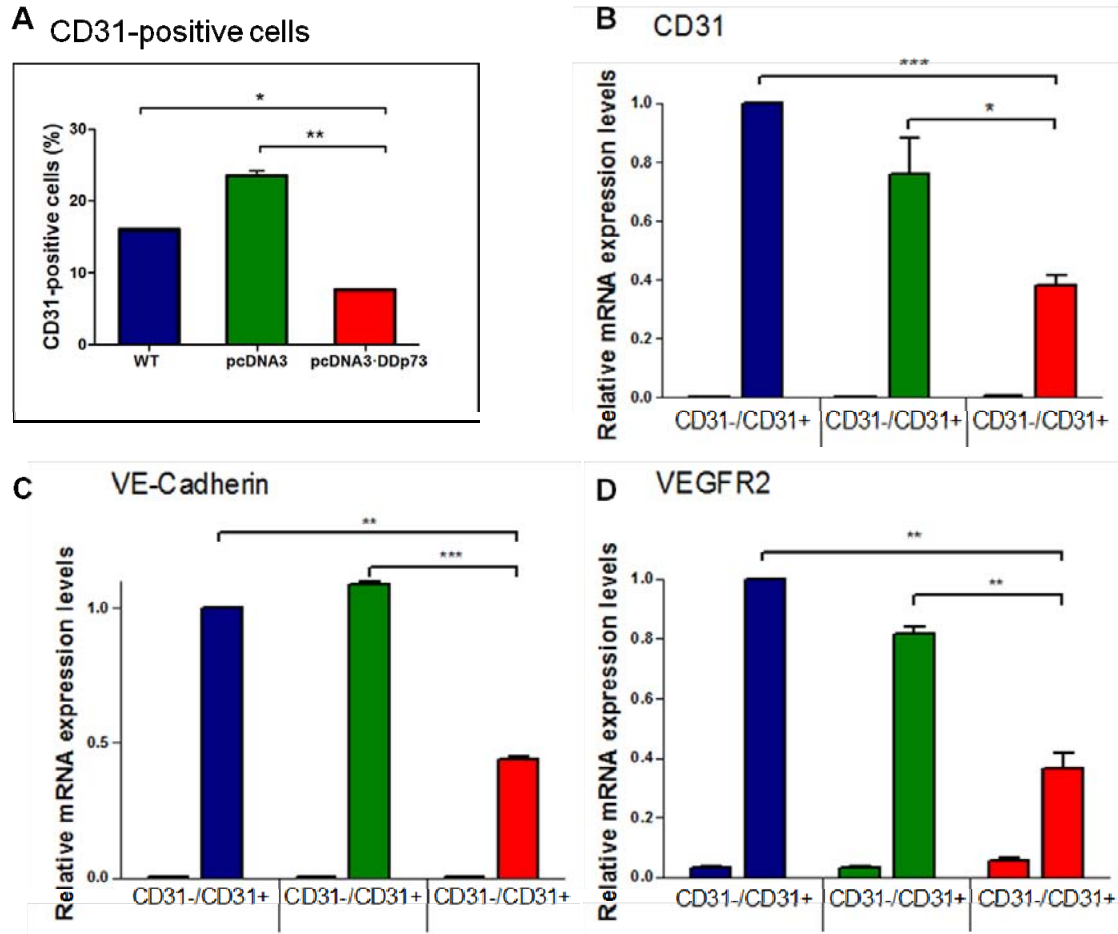 A CD31-positive cells
CD31-positive cells (%)
30
20
10
0
*
**
WT pcDNA3 pcDNA3·DDp73
B CD31
Relative mRNA expression levels
1.0
0.8
0.6
0.4
0.2
0.0
***
*
CD31-/CD31+ CD31-/CD31+ CD31-/CD31+
C VE-Cadherin
Relative mRNA expression levels
1.0
0.5
0.0
**
***
CD31-/CD31+ CD31-/CD31+ CD31-/CD31+
D VEGFR2
Relative mRNA expression levels
1.0
0.8
0.6
0.4
0.2
0.0
**
**
CD31-/CD31+ CD31-/CD31+ CD31-/CD31+